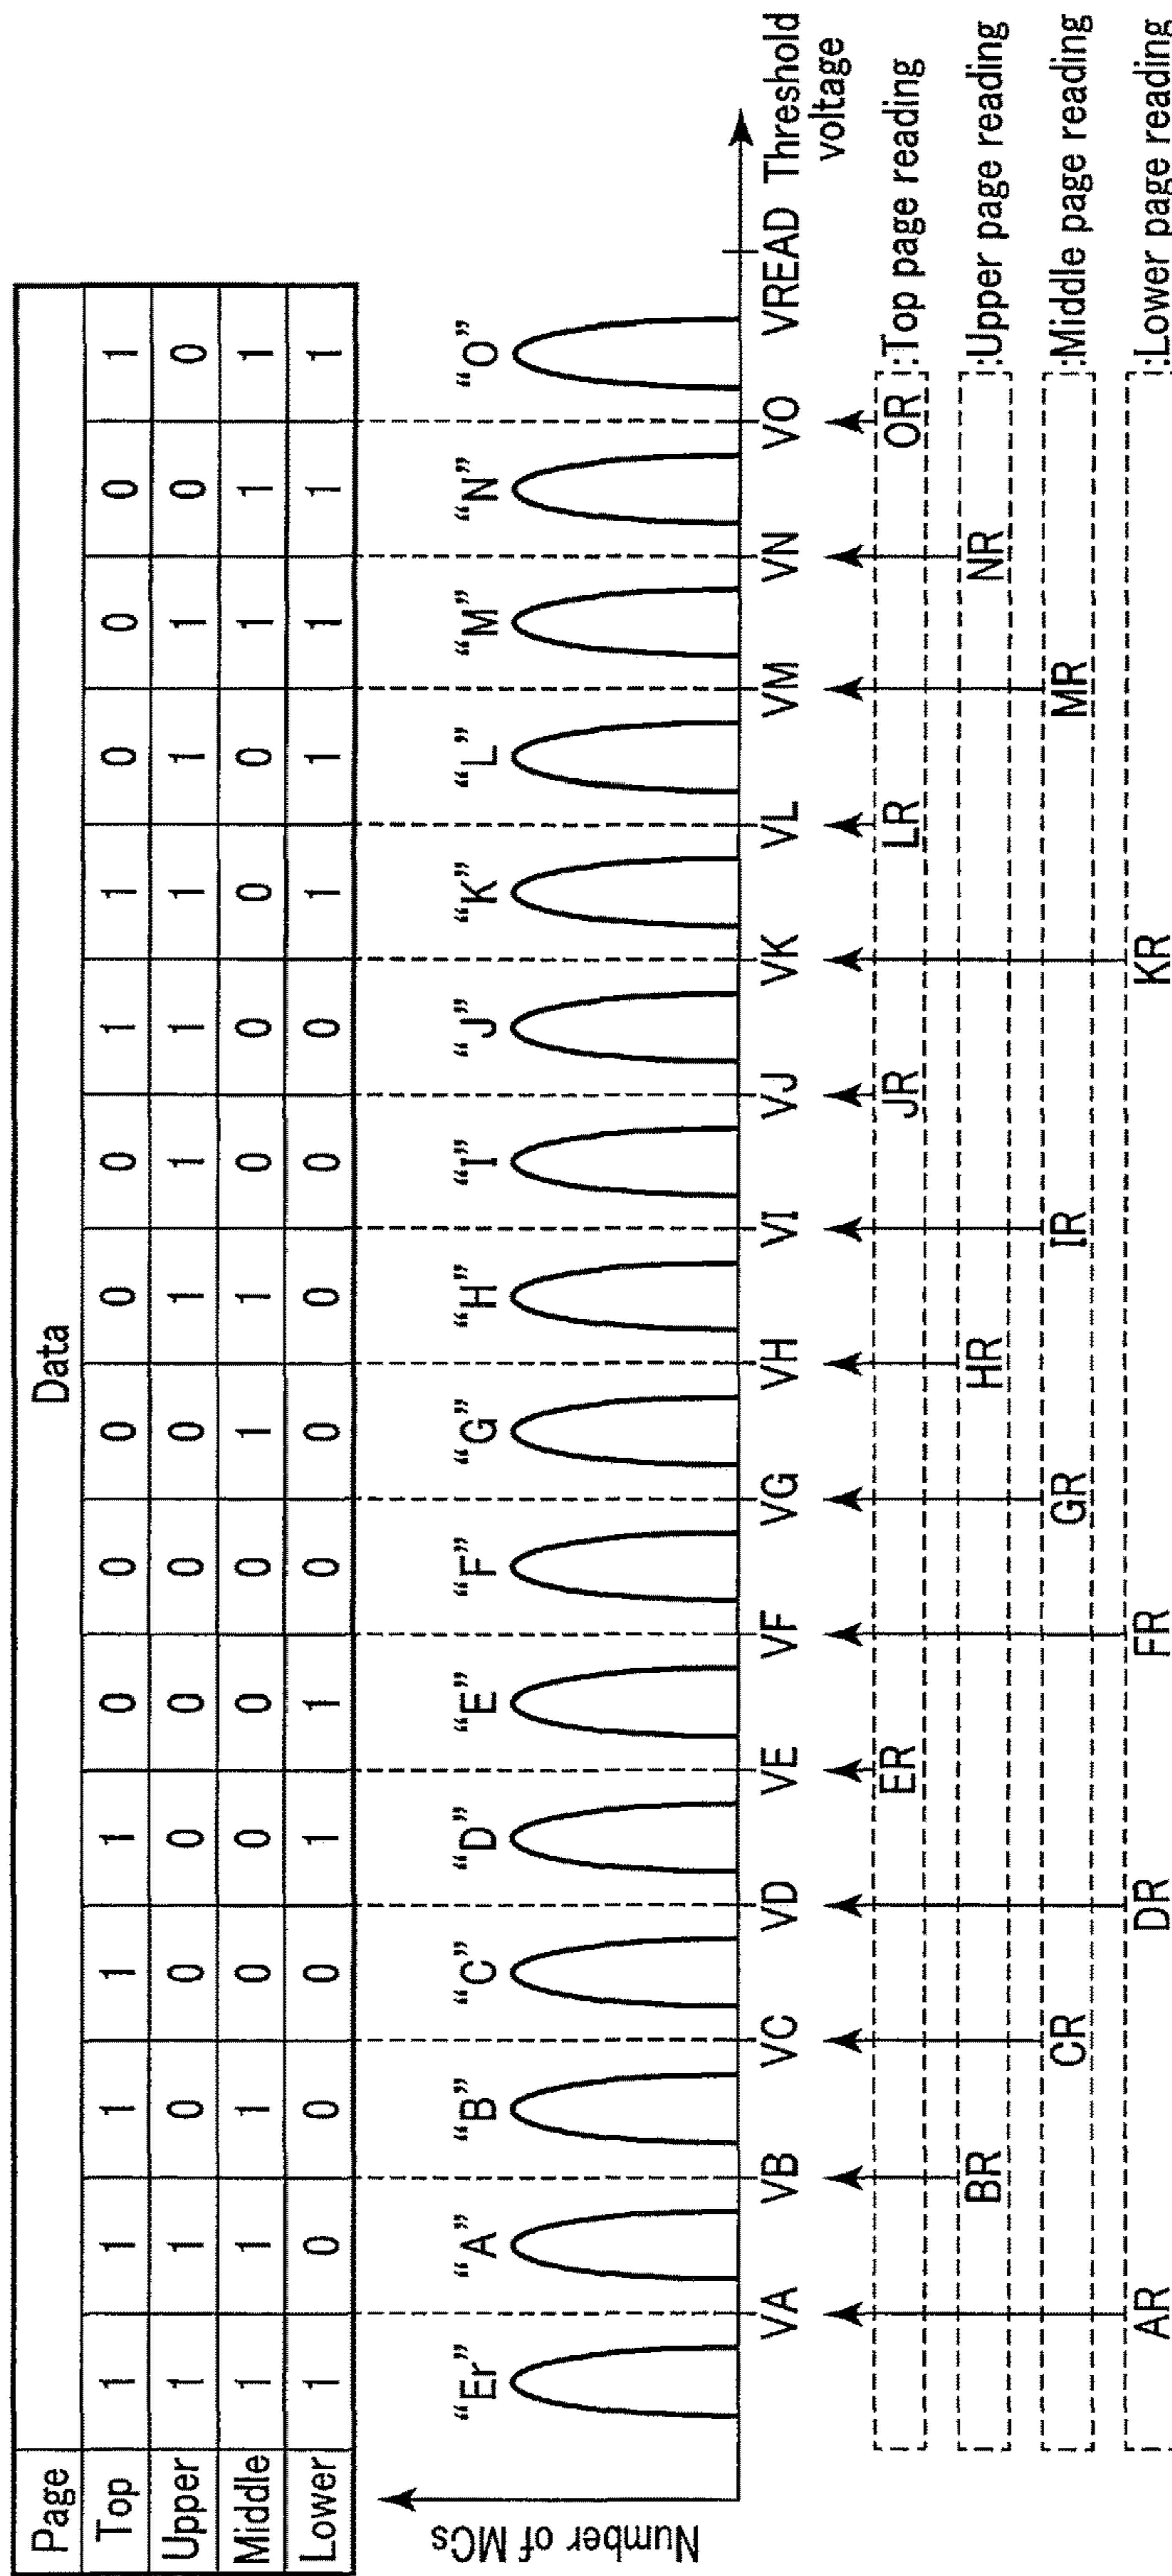 Data
Page
Top 1 1 1 1 1 0 0 0 0 0 1 1 0 0 0 1
Upper 1 1 0 0 0 0 0 0 1 1 1 1 1 1 0 0
Middle 1 1 1 0 0 0 0 1 1 0 0 0 0 1 1 1
Lower 1 0 0 0 1 1 0 0 0 0 0 1 1 1 1 1
Number of MCs
“Er” “A” “B” “C” “D” “E” “F” “G” “H” “I” “J” “K” “L” “M” “N” “O”
VA VB VC VD VE VF VG VH VI VJ VK VL VM VN VO VREAD Threshold
voltage
ER JR LR OR :Top page reading
BR HR NR :Upper page reading
CR GR IR MR :Middle page reading
AR DR FR KR :Lower page reading